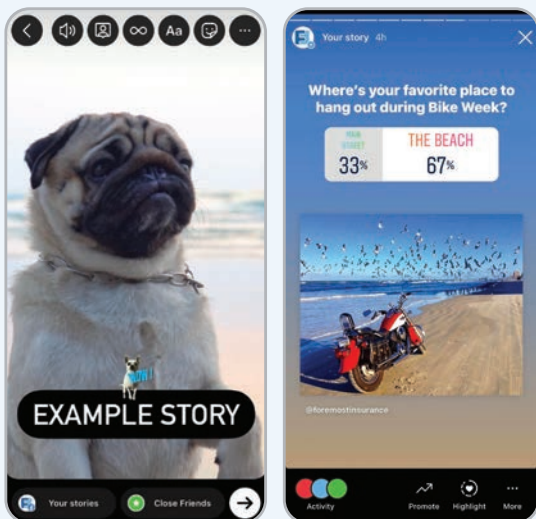 Aa
WOW!
EXAMPLE STORY
Your stories
Close Friends
Your story 4h
Where's your favorite place to
hang out during Bike Week?
MAIN
STREET
33%
THE BEACH
67%
@foremostinsurance
Activity
Promote
Highlight
More